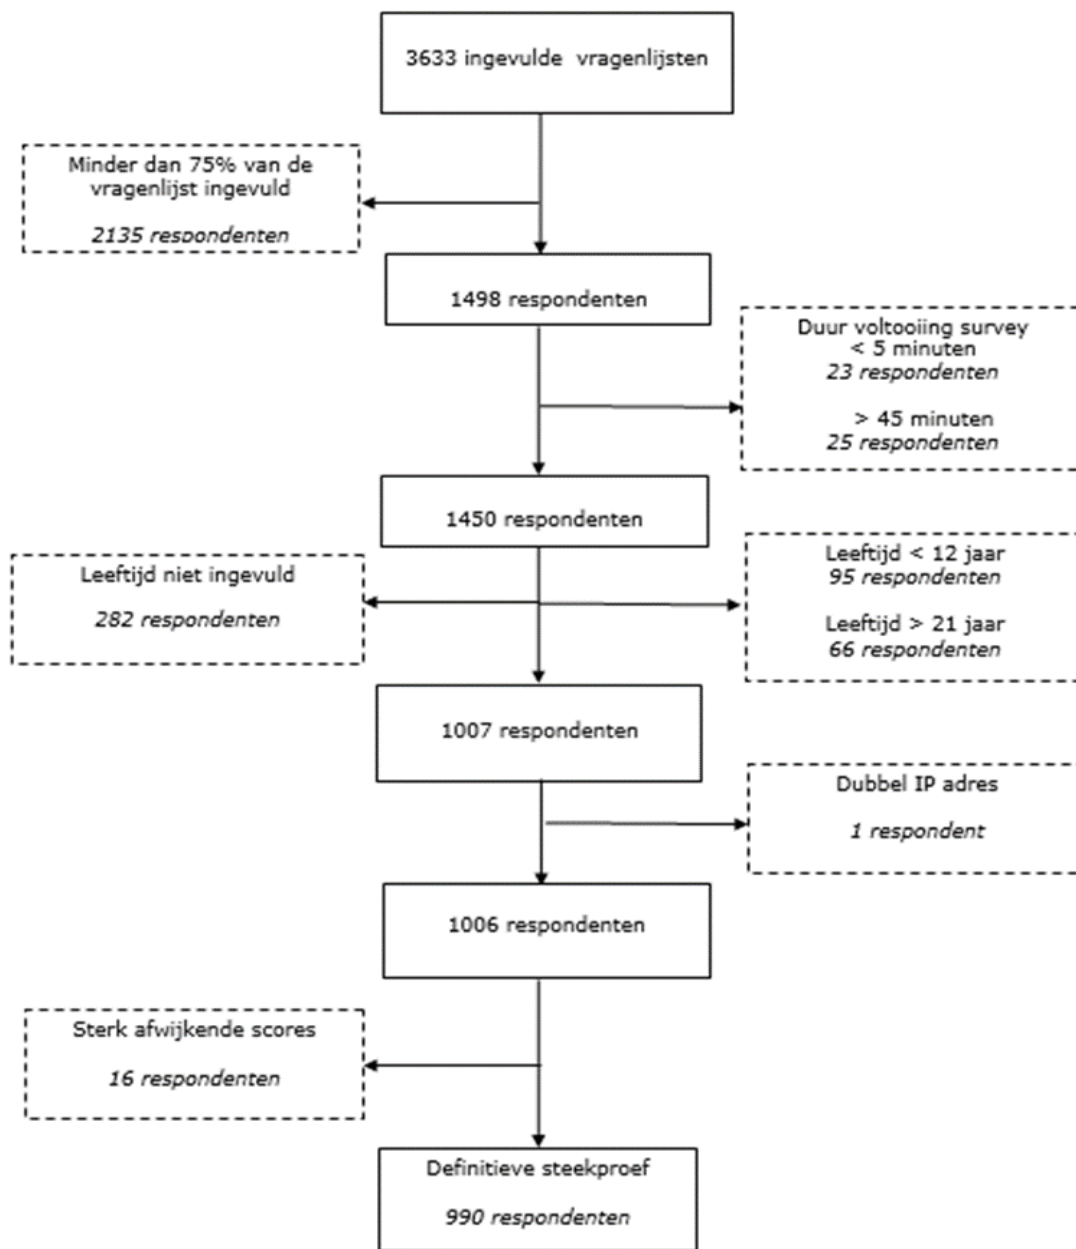 3633 ingevulde vragenlijsten
Minder dan 75% van de
vragenlijst ingevuld
2135 respondenten
1498 respondenten
Duur voltooiing survey
< 5 minuten
23 respondenten
> 45 minuten
25 respondenten
1450 respondenten
Leeftijd niet ingevuld
282 respondenten
Leeftijd < 12 jaar
95 respondenten
Leeftijd > 21 jaar
66 respondenten
1007 respondenten
Dubbel IP adres
1 respondent
1006 respondenten
Sterk afwijkende scores
16 respondenten
Definitieve steekproef
990 respondenten